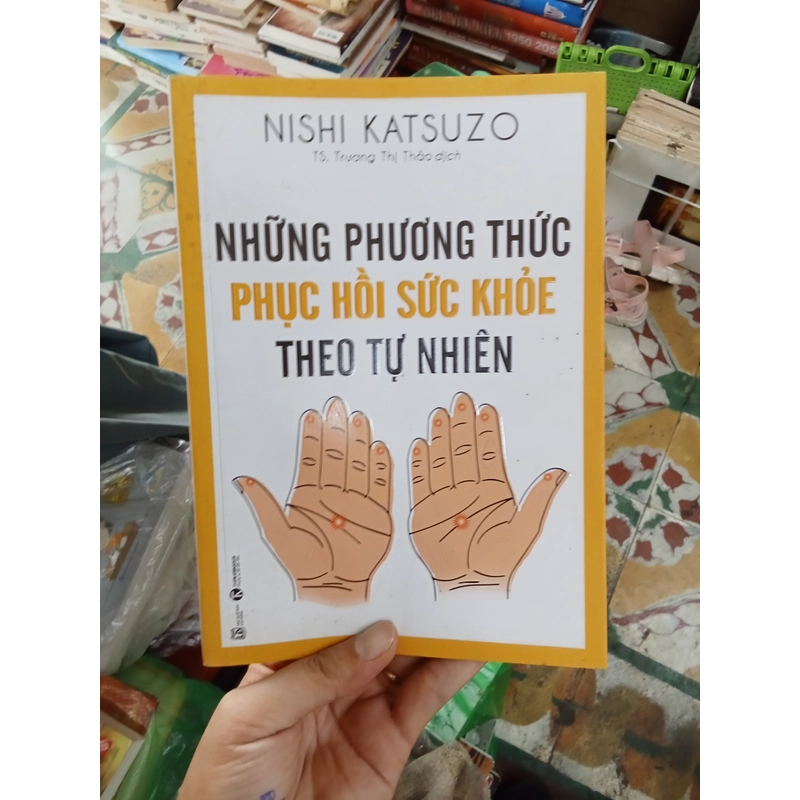 NISHI KATSUZO
TS. Trương Thị Thảo dịch
NHỮNG PHƯƠNG THỨC
PHỤC HỒI SỨC KHỎE
THEO TỰ NHIÊN